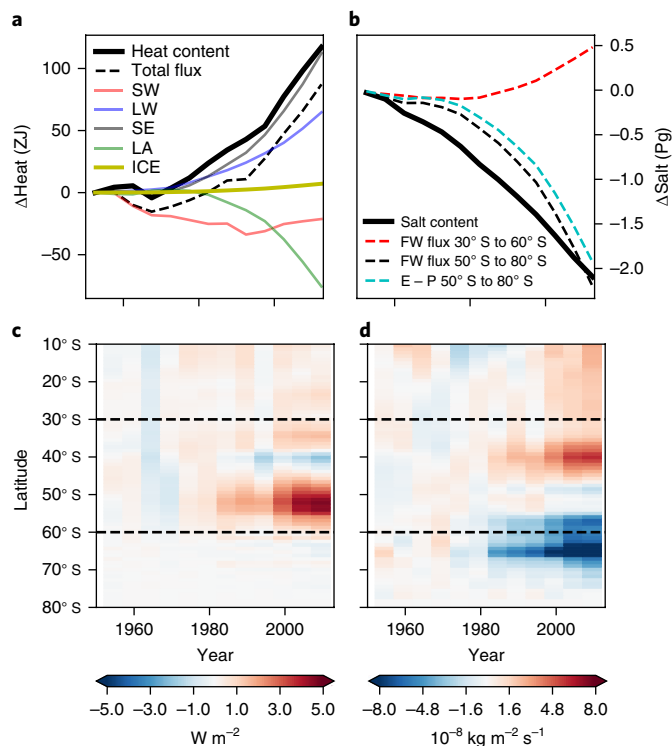 a
b
ΔHeat (ZJ)
100
50
0
−50
Heat content
Total flux
SW
LW
SE
LA
ICE
0.5
0.0
−0.5
−1.0
−1.5
−2.0
ΔSalt (Pg)
Salt content
FW flux 30° S to 60° S
FW flux 50° S to 80° S
E – P 50° S to 80° S
c
d
Latitude
10° S
20° S
30° S
40° S
50° S
60° S
70° S
80° S
1960 1980 2000
Year
1960 1980 2000
Year
−5.0 −3.0 −1.0 1.0 3.0 5.0
W m−2
−8.0 −4.8 −1.6 1.6 4.8 8.0
10−8 kg m−2 s−1